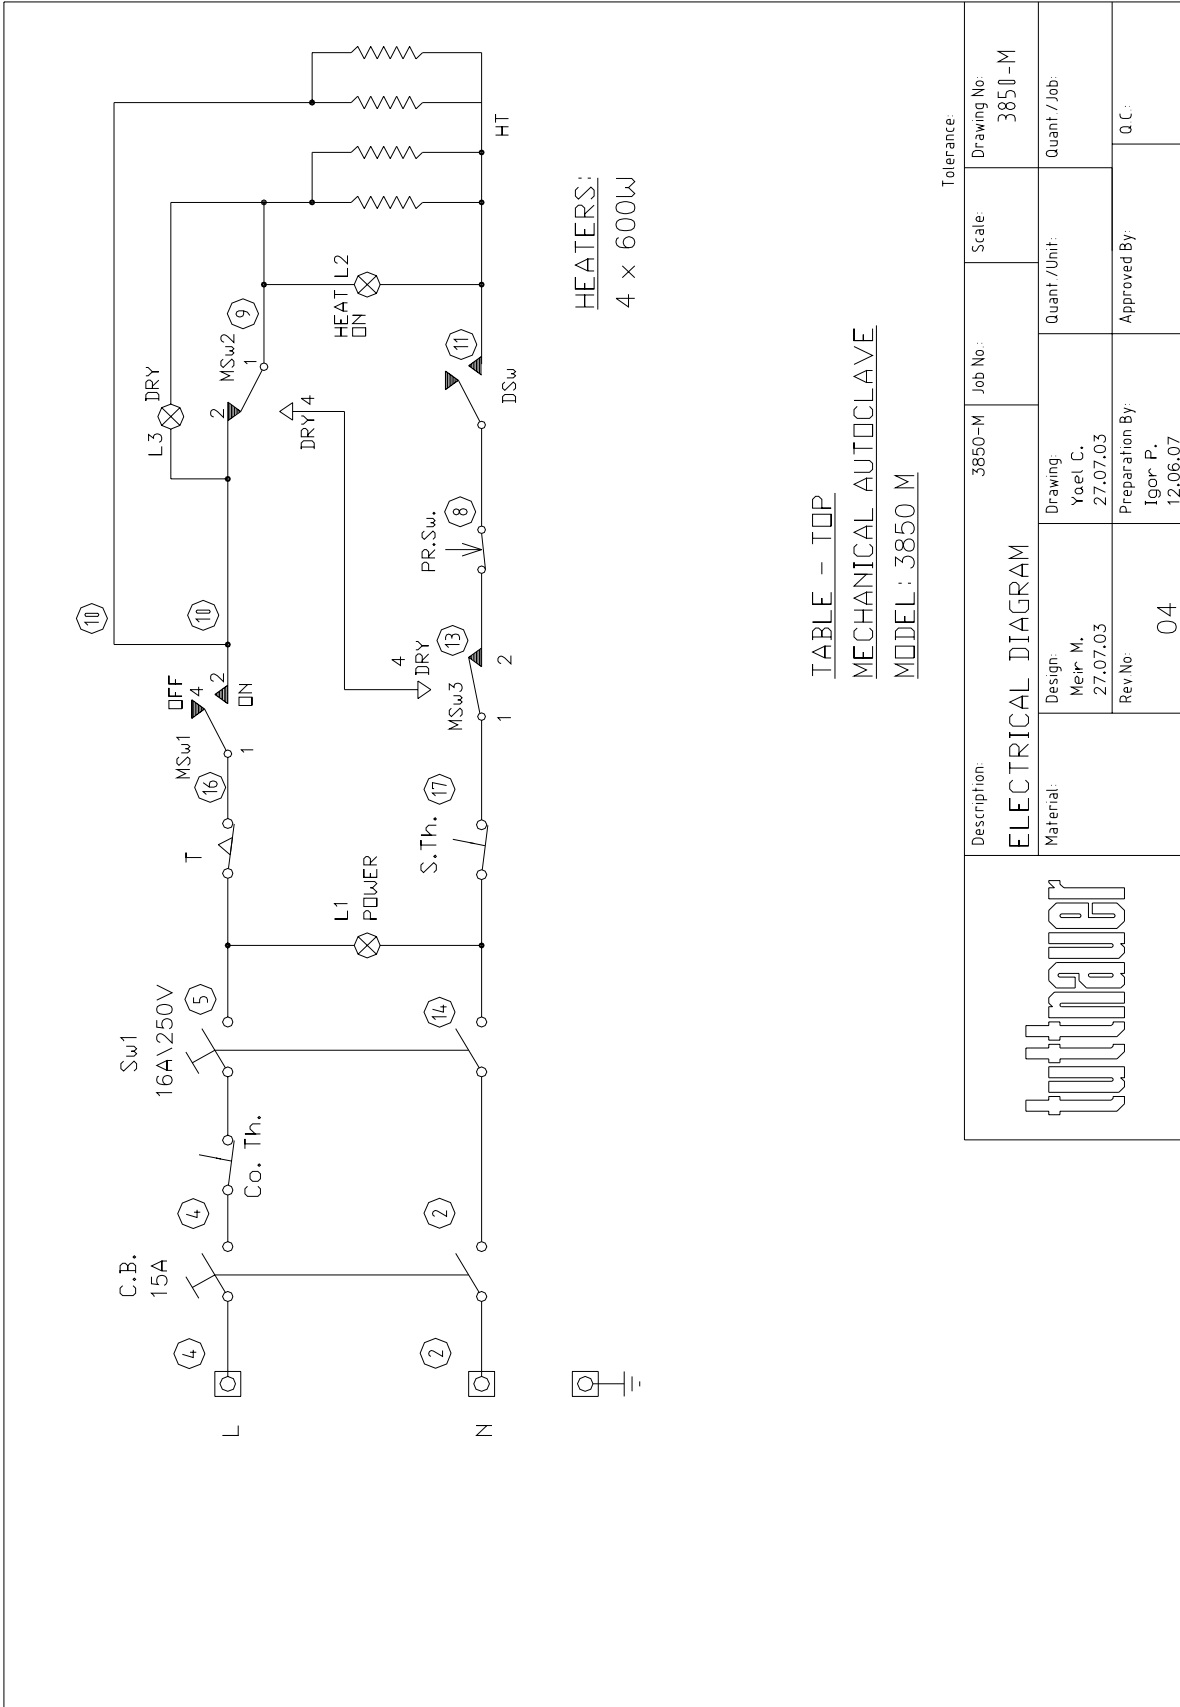 L
N
4
2
C.B.
15A
4
2
Co. Th.
Sw1
16A\250V
5
14
L1
POWER
T
S.Th.
16
17
MSw1
1
OFF
4
2
ON
MSw3
1
13
2
4
DRY
10
10
PR.Sw.
8
L3
DRY
2
MSw2
1
9
DRY 4
DSw
11
HEAT L2
ON
HT
HEATERS:
4 x 600W
TABLE - TOP
MECHANICAL AUTOCLAVE
MODEL: 3850 M
Tolerance:
tuttnauer
Description:
3850-M
ELECTRICAL DIAGRAM
Job No.:
Scale:
Drawing No:
3850-M
Material:
Design:
Meir M.
27.07.03
Drawing:
Yael C.
27.07.03
Quant./Unit:
Quant./Job:
Rev.No:
04
Preparation By:
Igor P.
12.06.07
Approved By:
Q.C.: